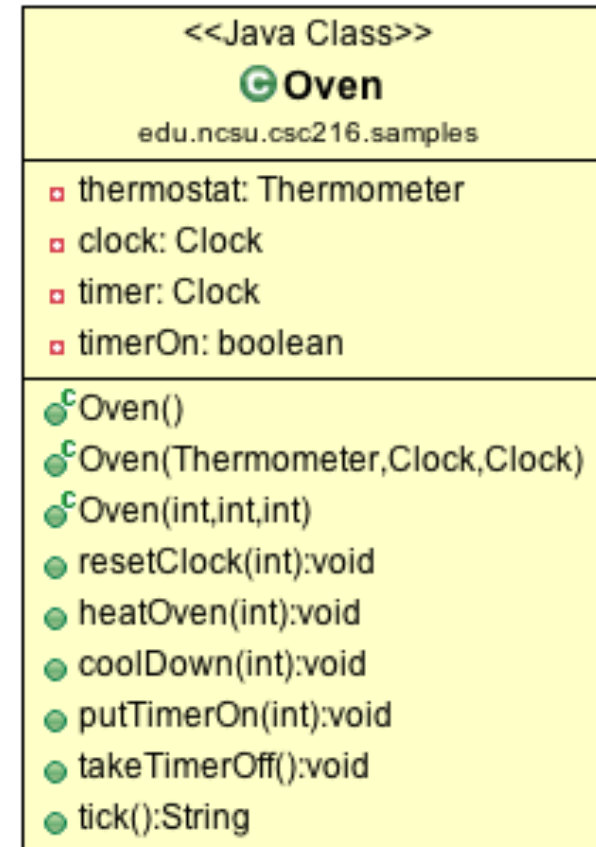 <<Java Class>>
C Oven
edu.ncsu.csc216.samples
thermostat: Thermometer
clock: Clock
timer: Clock
timerOn: boolean
C Oven()
C Oven(Thermometer,Clock,Clock)
C Oven(int,int,int)
resetClock(int):void
heatOven(int):void
coolDown(int):void
putTimerOn(int):void
takeTimerOff():void
tick():String